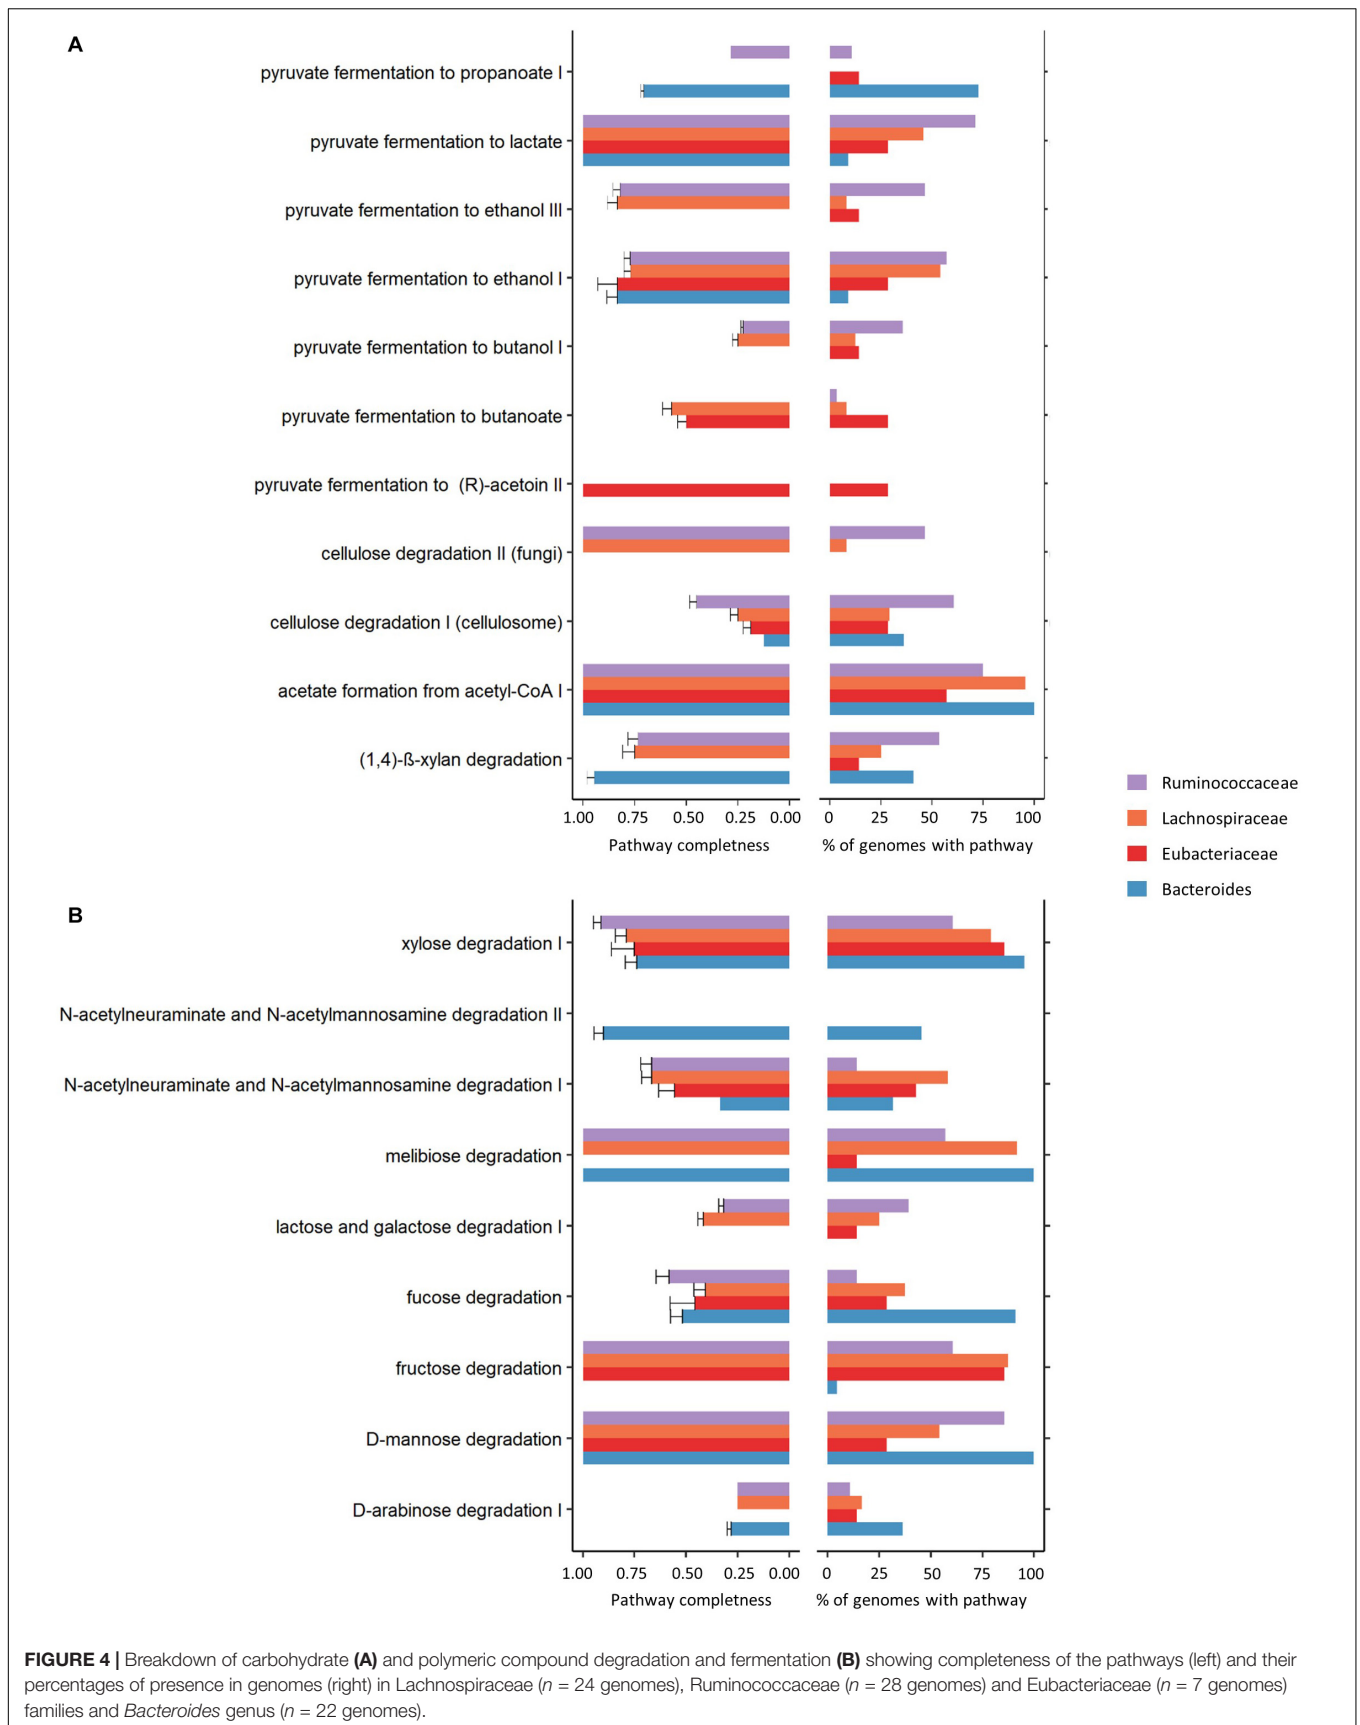 A
pyruvate fermentation to propanoate I
pyruvate fermentation to lactate
pyruvate fermentation to ethanol III
pyruvate fermentation to ethanol I
pyruvate fermentation to butanol I
pyruvate fermentation to butanoate
pyruvate fermentation to (R)-acetoin II
cellulose degradation II (fungi)
cellulose degradation I (cellulosome)
acetate formation from acetyl-CoA I
(1,4)-ß-xylan degradation
1.00 0.75 0.50 0.25 0.00 0 25 50 75 100
Pathway completness % of genomes with pathway
Ruminococcaceae
Lachnospiraceae
Eubacteriaceae
Bacteroides
B
xylose degradation I
N-acetylneuraminate and N-acetylmannosamine degradation II
N-acetylneuraminate and N-acetylmannosamine degradation I
melibiose degradation
lactose and galactose degradation I
fucose degradation
fructose degradation
D-mannose degradation
D-arabinose degradation I
1.00 0.75 0.50 0.25 0.00 0 25 50 75 100
Pathway completness % of genomes with pathway
FIGURE 4 | Breakdown of carbohydrate (A) and polymeric compound degradation and fermentation (B) showing completeness of the pathways (left) and their
percentages of presence in genomes (right) in Lachnospiraceae (n = 24 genomes), Ruminococcaceae (n = 28 genomes) and Eubacteriaceae (n = 7 genomes)
families and Bacteroides genus (n = 22 genomes).